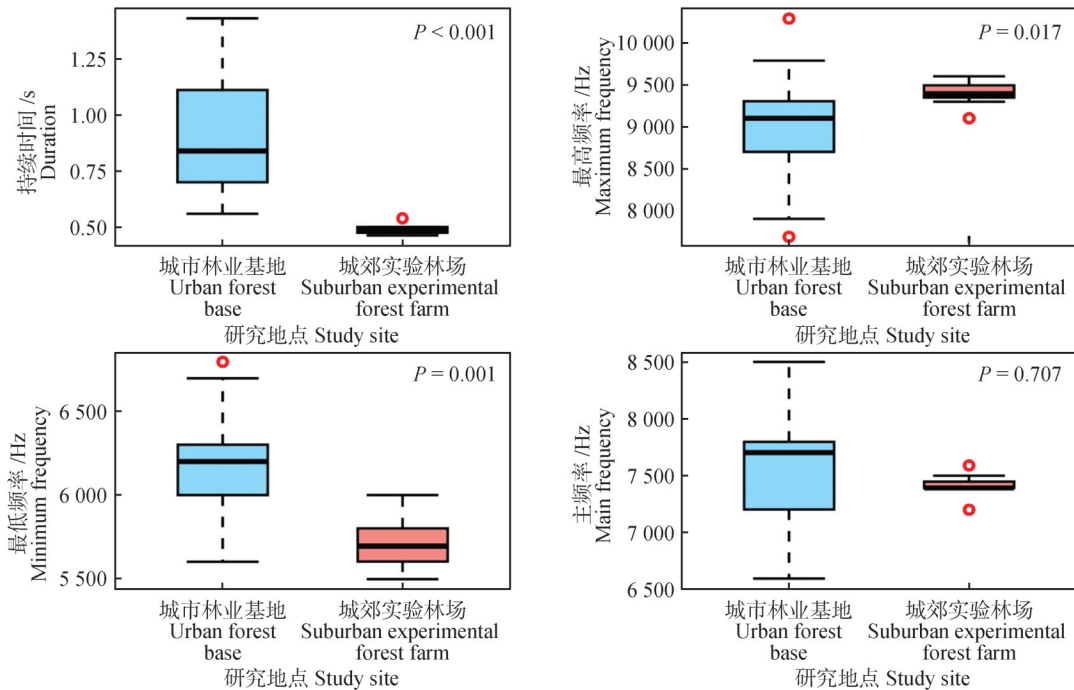 持续时间 /s
Duration
1.25
1.00
0.75
0.50
P < 0.001
城市林业基地
Urban forest
base
城郊实验林场
Suburban experimental
forest farm
研究地点 Study site
最高频率 /Hz
Maximum frequency
10 000
9 500
9 000
8 500
8 000
P = 0.017
城市林业基地
Urban forest
base
城郊实验林场
Suburban experimental
forest farm
研究地点 Study site
最低频率 /Hz
Minimum frequency
6 500
6 000
5 500
P = 0.001
城市林业基地
Urban forest
base
城郊实验林场
Suburban experimental
forest farm
研究地点 Study site
主频率 /Hz
Main frequency
8 500
8 000
7 500
7 000
6 500
P = 0.707
城市林业基地
Urban forest
base
城郊实验林场
Suburban experimental
forest farm
研究地点 Study site